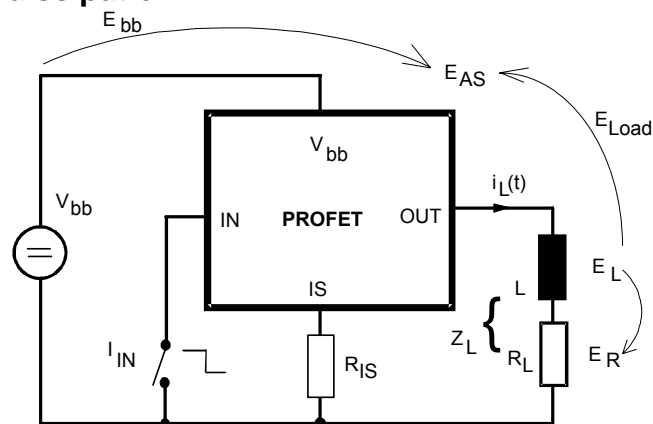 E bb
E AS
E Load
V bb
V bb
i L (t)
IN
PROFET
OUT
IS
L
E L
I IN
R IS
Z L {
R L
E R